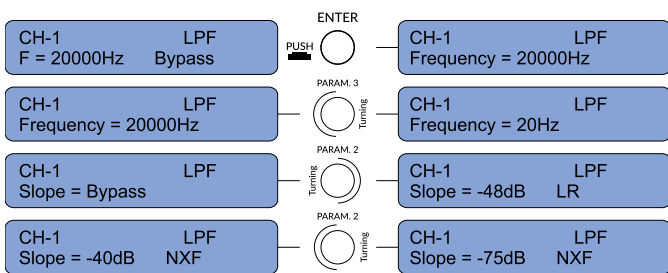 ENTER
CH-1 LPF
F = 20000Hz Bypass
PUSH
CH-1 LPF
Frequency = 20000Hz
CH-1 LPF
Frequency = 20000Hz
PARAM. 3
Turning
CH-1 LPF
Frequency = 20Hz
CH-1 LPF
Slope = Bypass
PARAM. 2
Turning
CH-1 LPF
Slope = -48dB LR
CH-1 LPF
Slope = -40dB NXF
PARAM. 2
Turning
CH-1 LPF
Slope = -75dB NXF